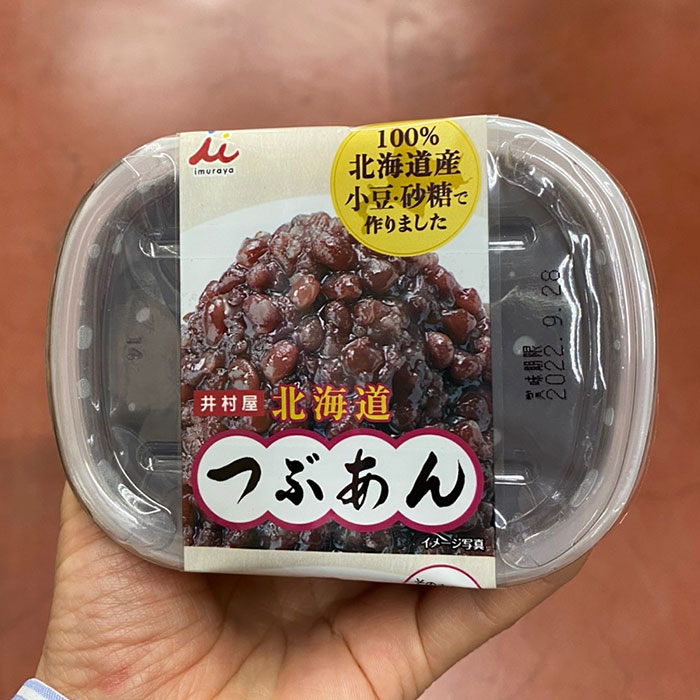 imuraya
100%
北海道産
小豆・砂糖で
作りました
井村屋
北海道
つぶあん
イメージ写真
賞味期限
2022.9.28